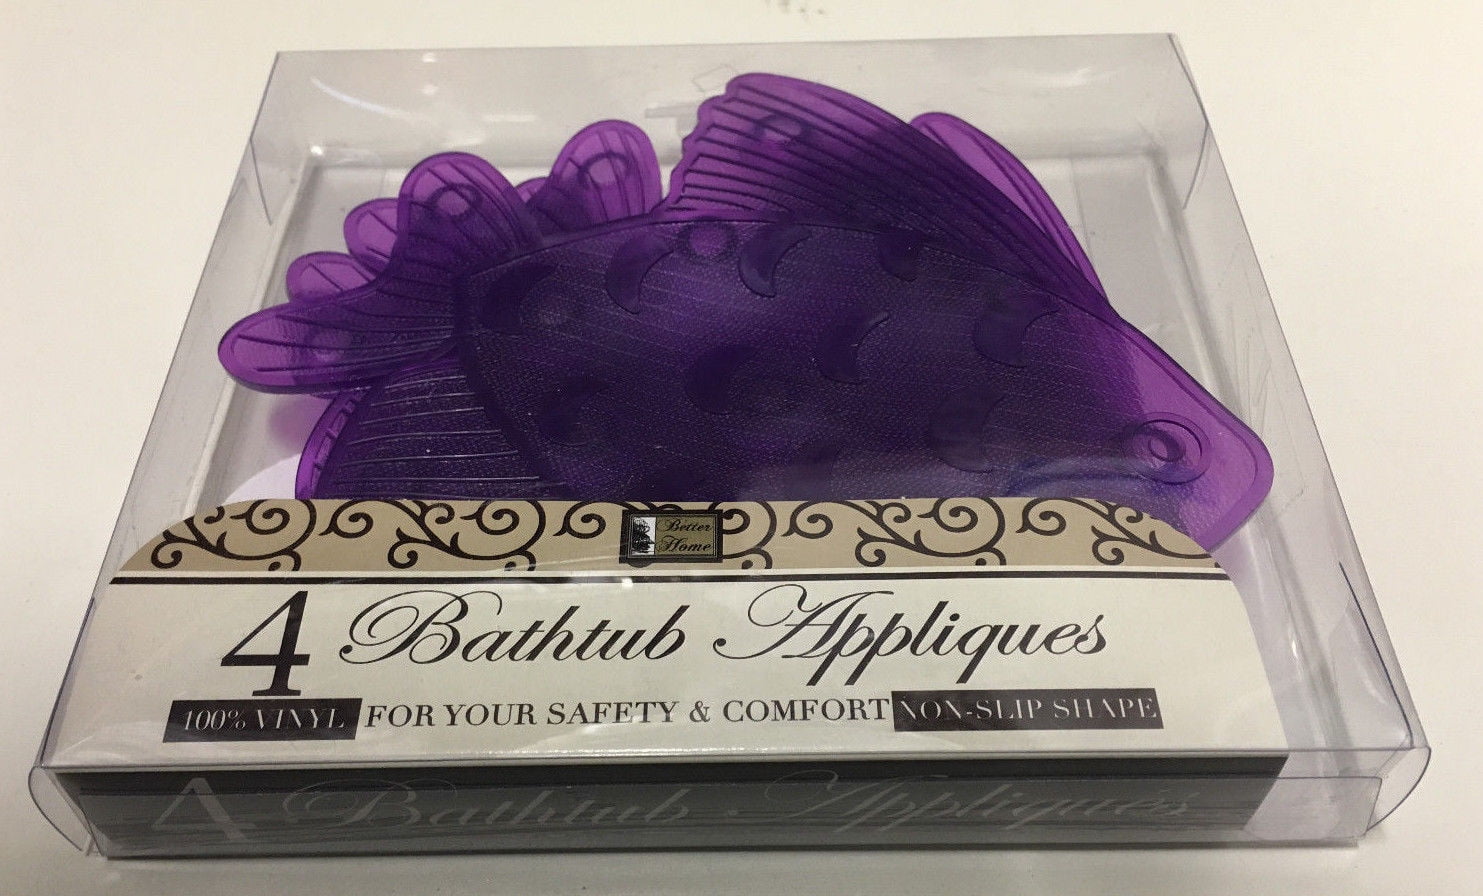 Better
Home
4 Bathtub Appliques
100% VINYL FOR YOUR SAFETY & COMFORT NON-SLIP SHAPE
4 Bathtub Appliques